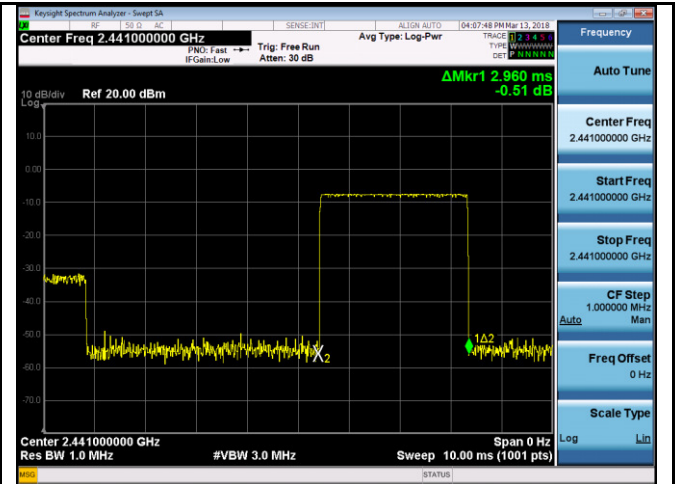 Keysight Spectrum Analyzer - Swept SA
RF 50 Ω AC SENSE:INT ALIGN AUTO 04:07:48 PM Mar 13, 2018
Center Freq 2.441000000 GHz
PNO: Fast
IFGain:Low
Trig: Free Run
Atten: 30 dB
Avg Type: Log-Pwr
TRACE 1 2 3 4 5 6
TYPE W W W W W W
DET P N N N N N
ΔMkr1 2.960 ms
-0.51 dB
10 dB/div Ref 20.00 dBm
Log
10.0
0.00
-10.0
-20.0
-30.0
-40.0
-50.0
-60.0
-70.0
X2
1Δ2
Center 2.441000000 GHz
Span 0 Hz
Res BW 1.0 MHz
#VBW 3.0 MHz
Sweep 10.00 ms (1001 pts)
MSG
STATUS
Frequency
Auto Tune
Center Freq
2.441000000 GHz
Start Freq
2.441000000 GHz
Stop Freq
2.441000000 GHz
CF Step
1.000000 MHz
Auto Man
Freq Offset
0 Hz
Scale Type
Log Lin